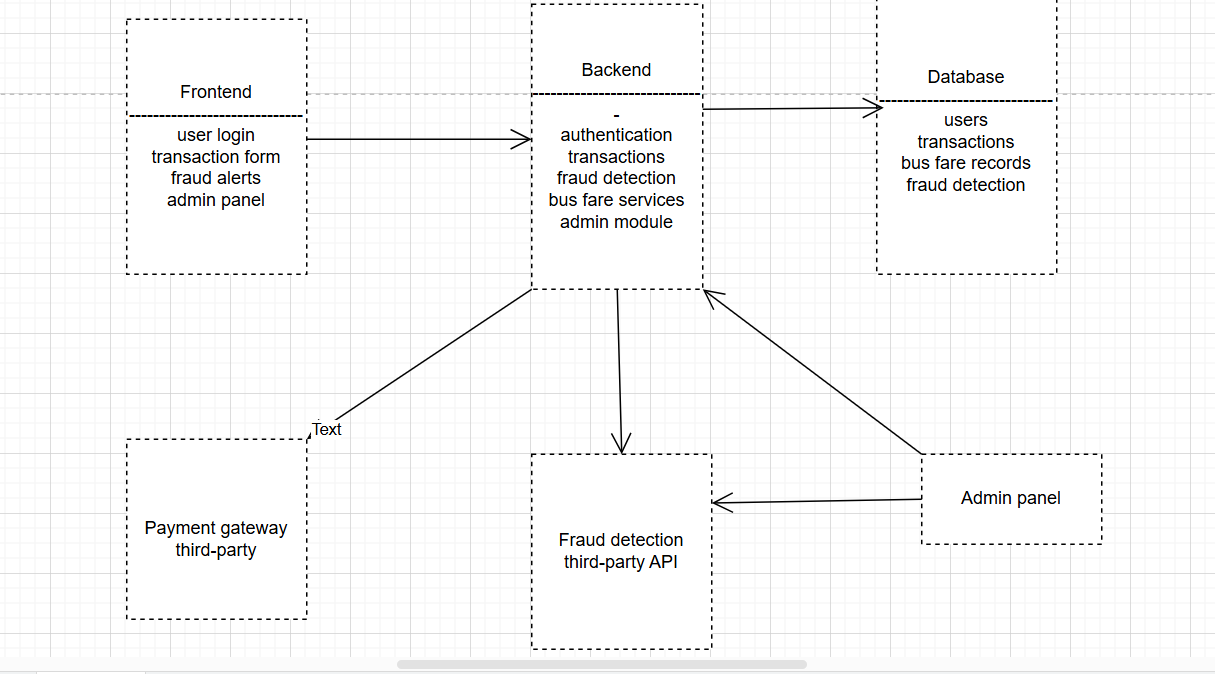 Frontend
user login
transaction form
fraud alerts
admin panel
Backend
-
authentication
transactions
fraud detection
bus fare services
admin module
Database
users
transactions
bus fare records
fraud detection
Text
Payment gateway
third-party
Fraud detection
third-party API
Admin panel